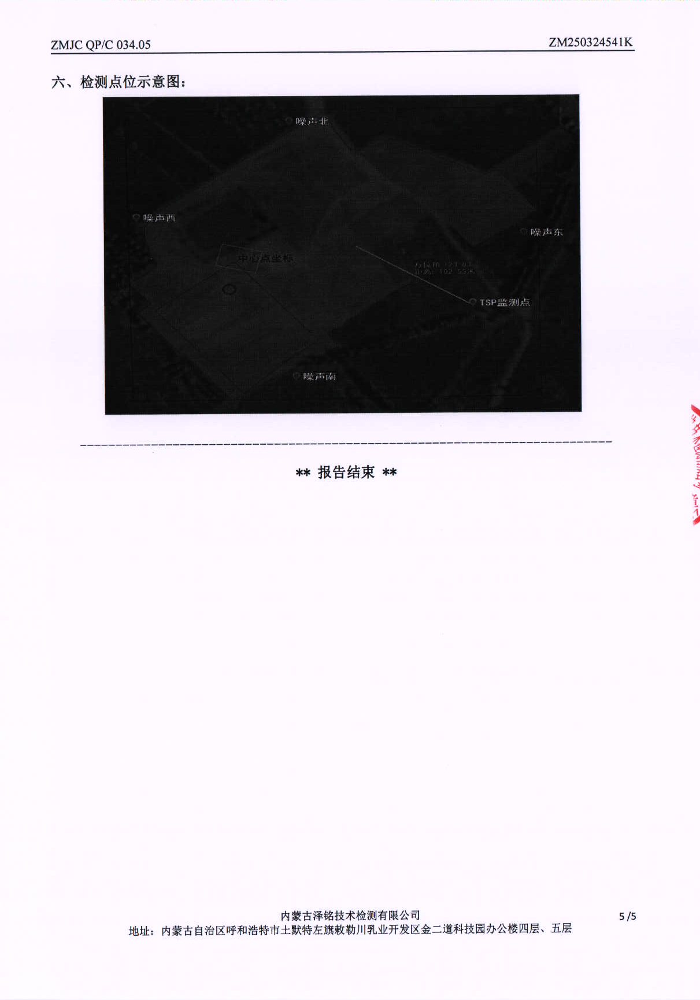 ZMJC QP/C 034.05
ZM250324541K
六、检测点位示意图：
噪声北
噪声西
噪声东
中心点坐标
102.55米
TSP监测点
噪声南
** 报告结束 **
内蒙古泽铭技术检测有限公司
5 /5
地址：内蒙古自治区呼和浩特市土默特左旗敕勒川乳业开发区金二道科技园办公楼四层、五层